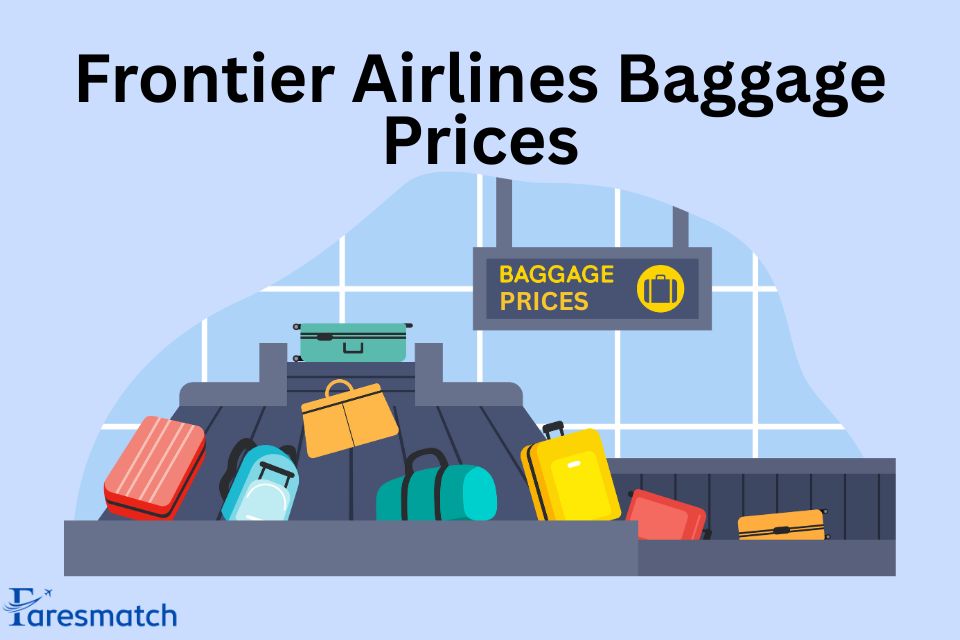 Frontier Airlines Baggage
Prices
BAGGAGE
PRICES
Faresmatch